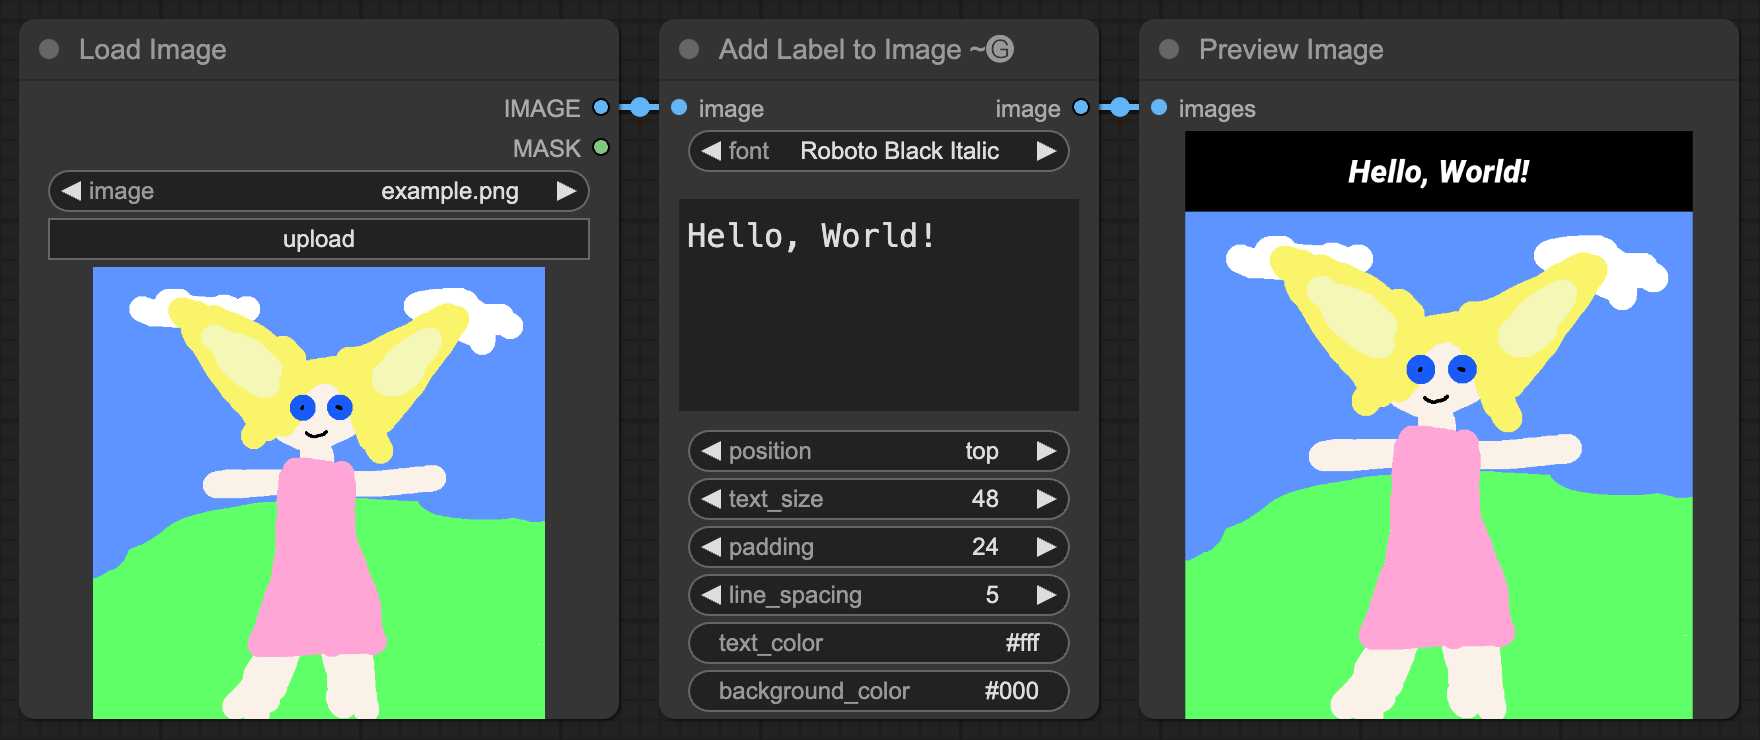 Load Image
IMAGE
MASK
image example.png
upload
Add Label to Image ~🅖
image image
font Roboto Black Italic
Hello, World!
position top
text_size 48
padding 24
line_spacing 5
text_color #fff
background_color #000
Preview Image
images
Hello, World!